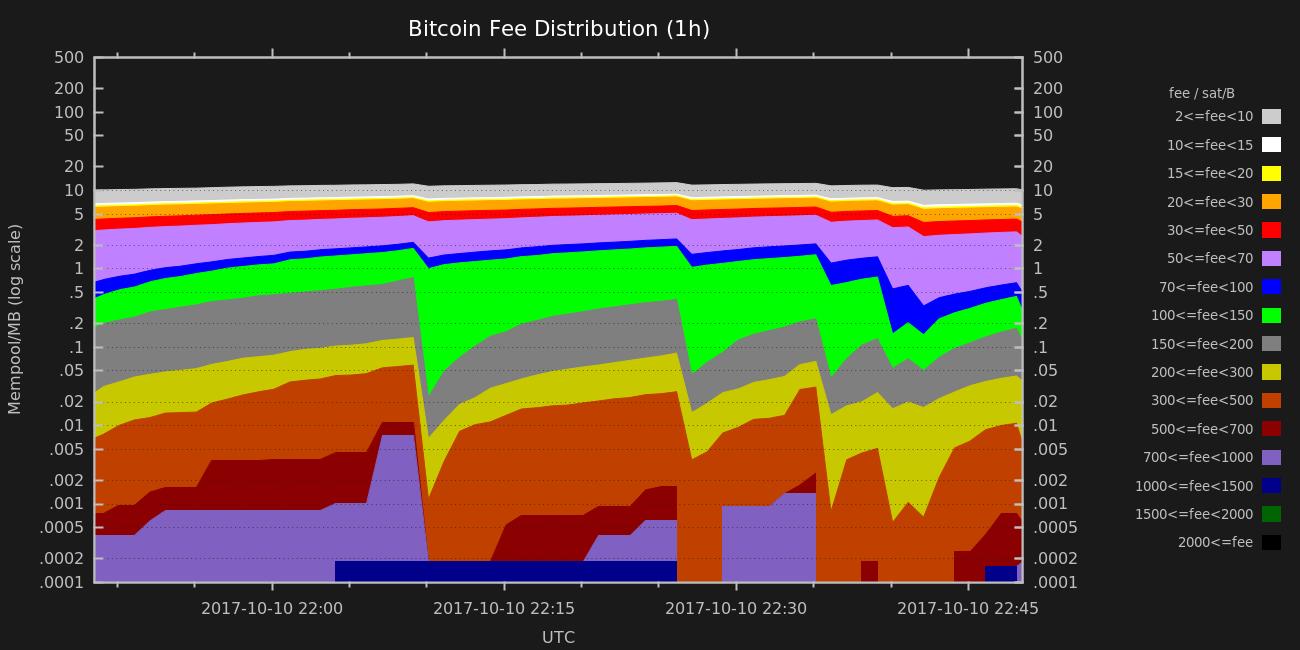 Bitcoin Fee Distribution (1h)
500 500
200 200
100 100
50 50
20 20
10 10
5 5
2 2
1 1
.5 .5
.2 .2
.1 .1
.05 .05
.02 .02
.01 .01
.005 .005
.002 .002
.001 .001
.0005 .0005
.0002 .0002
.0001 .0001
Mempool/MB (log scale)
2017-10-10 22:00 2017-10-10 22:15 2017-10-10 22:30 2017-10-10 22:45
UTC
fee / sat/B
2<=fee<10
10<=fee<15
15<=fee<20
20<=fee<30
30<=fee<50
50<=fee<70
70<=fee<100
100<=fee<150
150<=fee<200
200<=fee<300
300<=fee<500
500<=fee<700
700<=fee<1000
1000<=fee<1500
1500<=fee<2000
2000<=fee